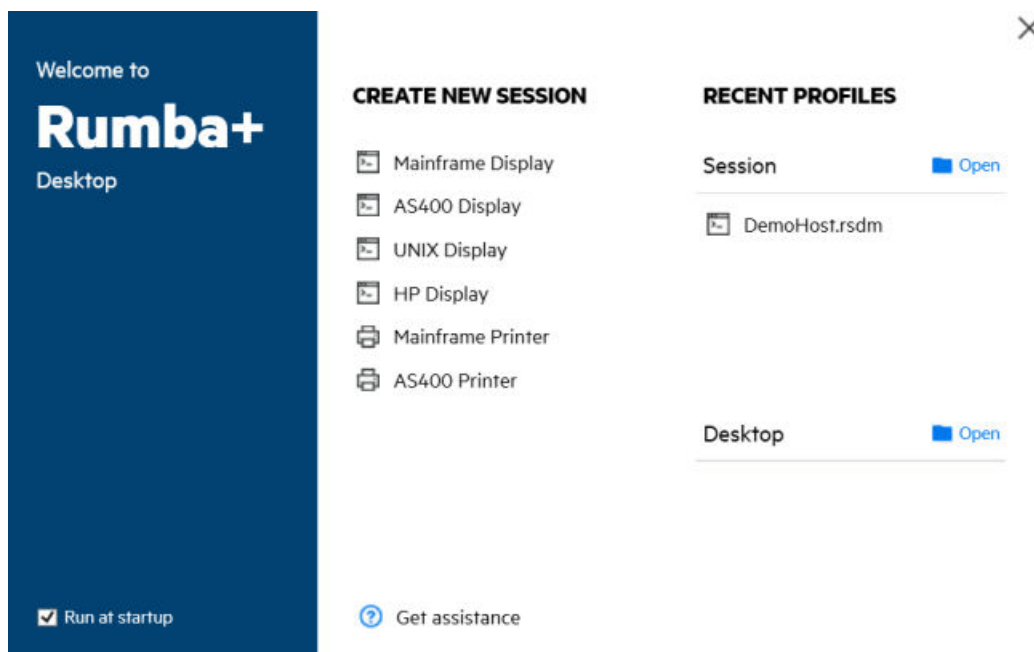 Welcome to
Rumba+
Desktop
Run at startup
CREATE NEW SESSION
Mainframe Display
AS400 Display
UNIX Display
HP Display
Mainframe Printer
AS400 Printer
Get assistance
RECENT PROFILES
Session Open
DemoHost.rsdm
Desktop Open